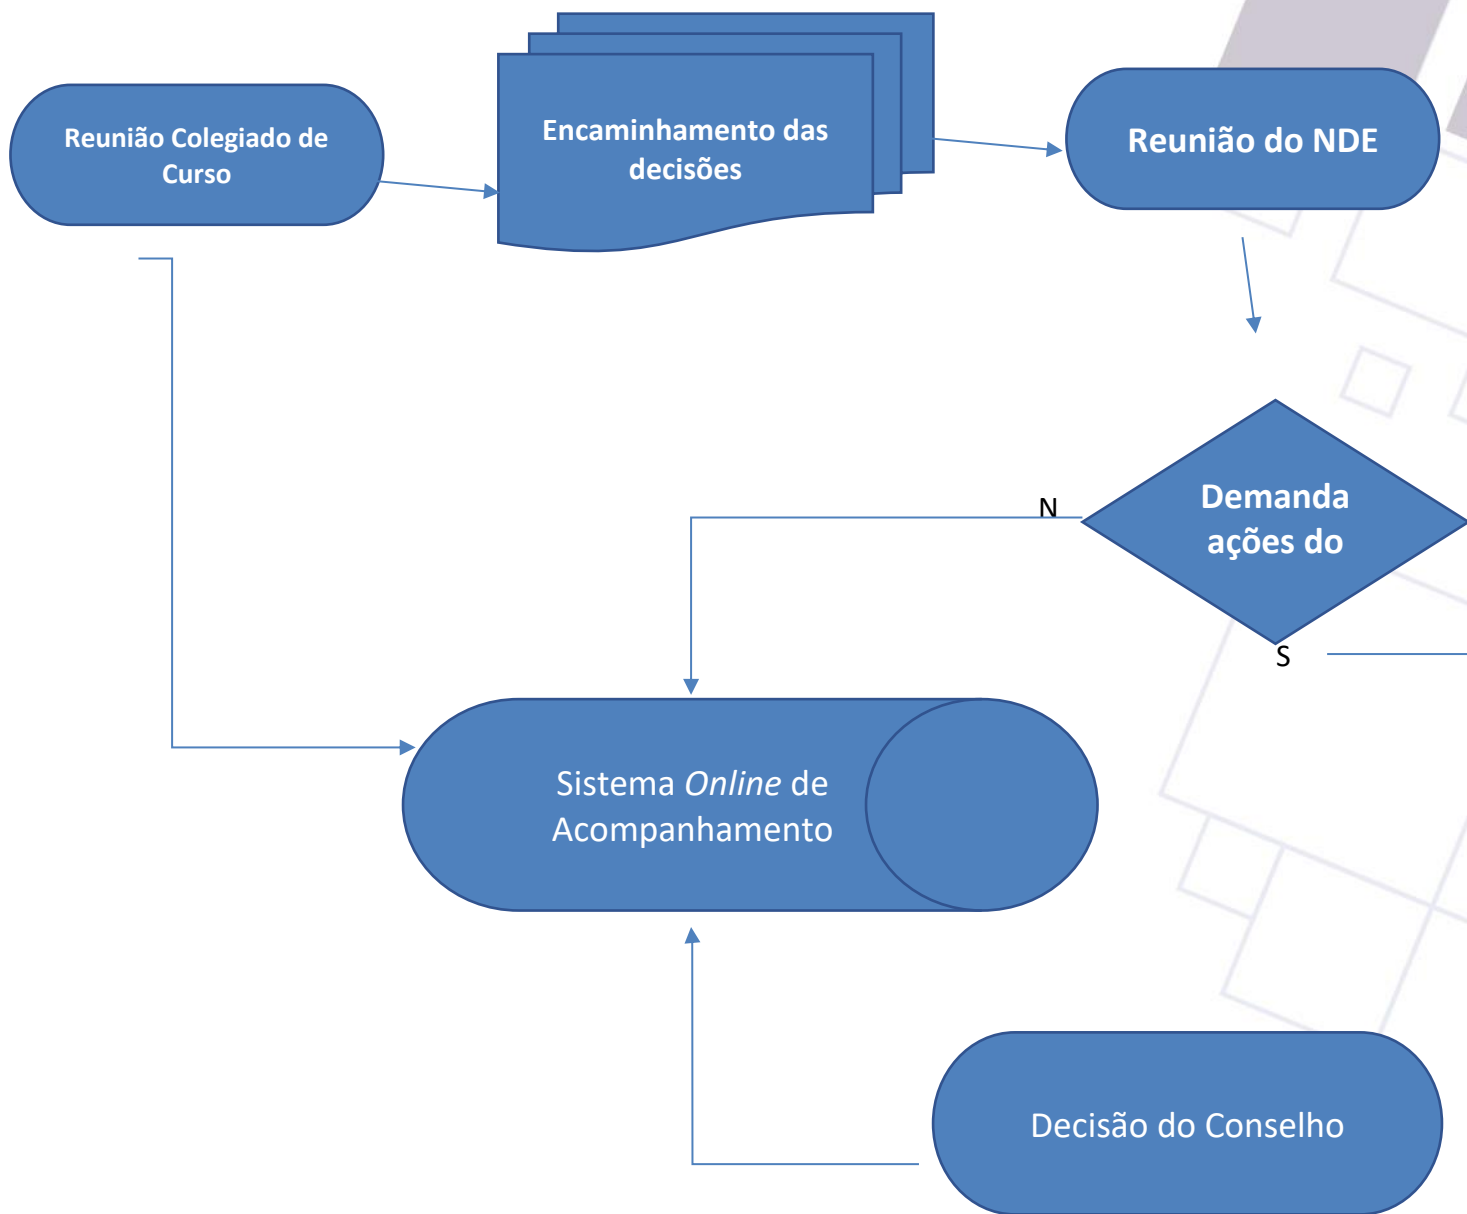 Reunião Colegiado de
Curso
Encaminhamento das
decisões
Reunião do NDE
N
Demanda
ações do
S
Sistema Online de
Acompanhamento
Decisão do Conselho